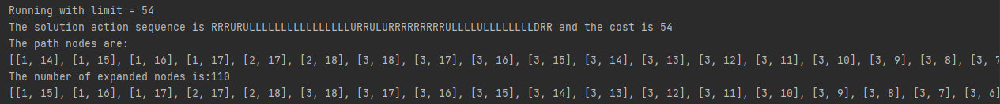 Running with limit = 54
The solution action sequence is RRRURULLLLLLLLLLLLLLLLURRULURRRRRRRRRULLLLULLLLLLLLDRR and the cost is 54
The path nodes are:
[[1, 14], [1, 15], [1, 16], [1, 17], [2, 17], [2, 18], [3, 18], [3, 17], [3, 16], [3, 15], [3, 14], [3, 13], [3, 12], [3, 11], [3, 10], [3, 9], [3, 8], [3, 7
The number of expanded nodes is:110
[[1, 15], [1, 16], [1, 17], [2, 17], [2, 18], [3, 18], [3, 17], [3, 16], [3, 15], [3, 14], [3, 13], [3, 12], [3, 11], [3, 10], [3, 9], [3, 8], [3, 7], [3, 6]